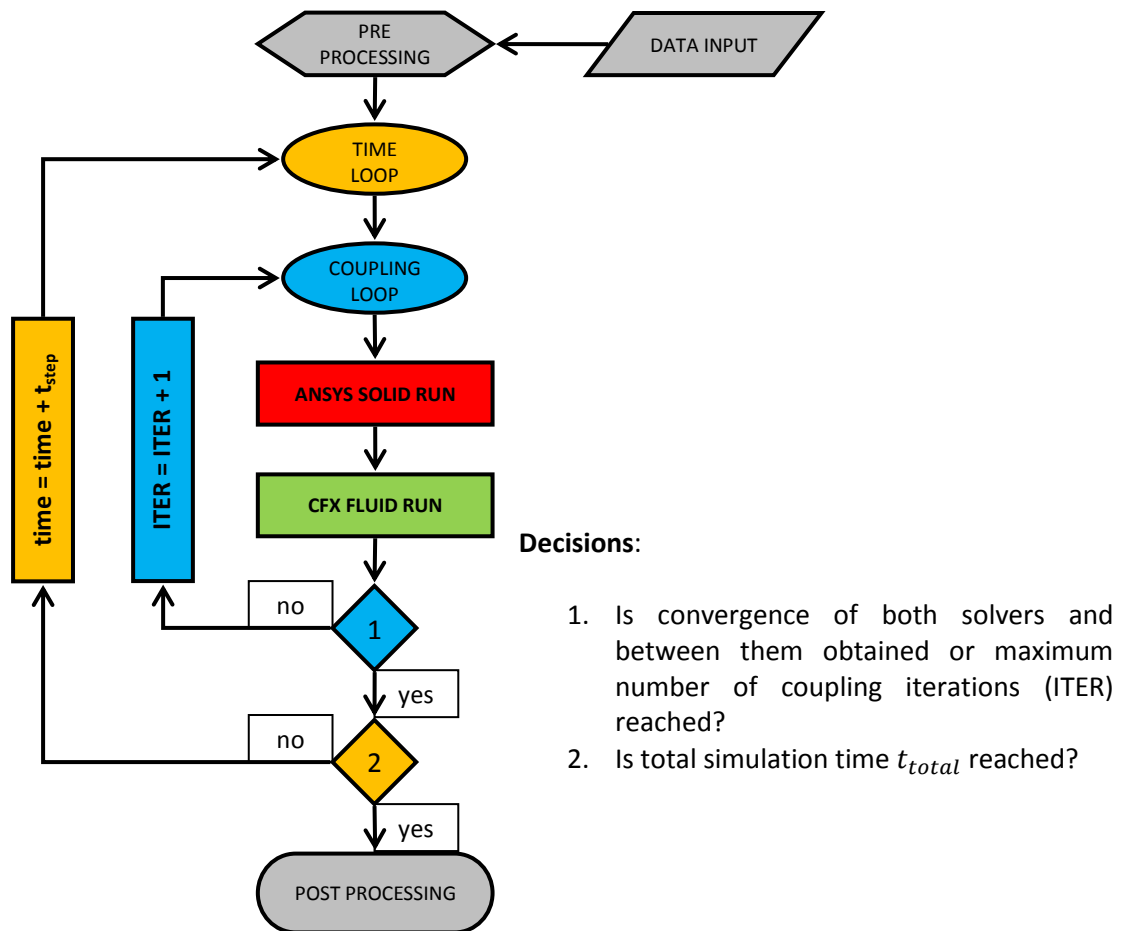 PRE
PROCESSING
DATA INPUT
TIME
LOOP
COUPLING
LOOP
time = time + t_step
ITER = ITER + 1
ANSYS SOLID RUN
CFX FLUID RUN
no
1
yes
no
2
yes
POST PROCESSING
Decisions:
1. Is convergence of both solvers and
between them obtained or maximum
number of coupling iterations (ITER)
reached?
2. Is total simulation time t_total reached?